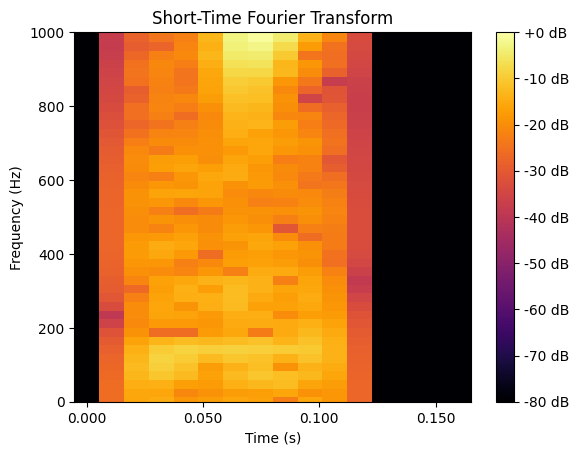 Short-Time Fourier Transform
1000
800
600
400
200
0
Frequency (Hz)
0.000
0.050
0.100
0.150
Time (s)
+0 dB
-10 dB
-20 dB
-30 dB
-40 dB
-50 dB
-60 dB
-70 dB
-80 dB